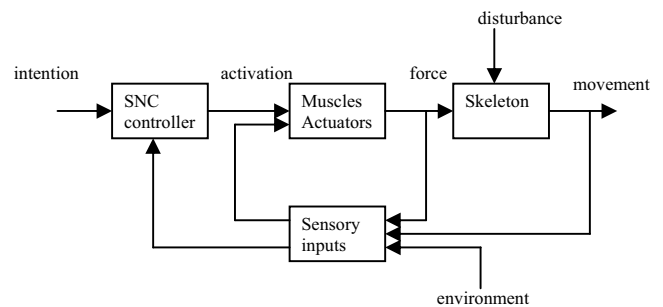 disturbance
intention
activation
force
movement
SNC
controller
Muscles
Actuators
Skeleton
Sensory
inputs
environment